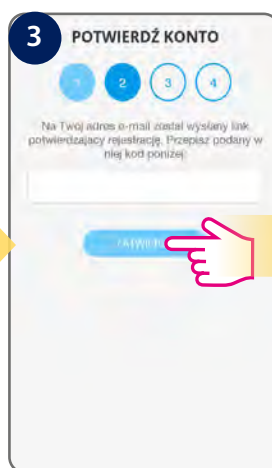 3
POTWIERDŹ KONTO
1 2 3 4
Na Twój adres e-mail został wysłany link
potwierdzający rejestrację. Przepisz podany w
niej kod poniżej.